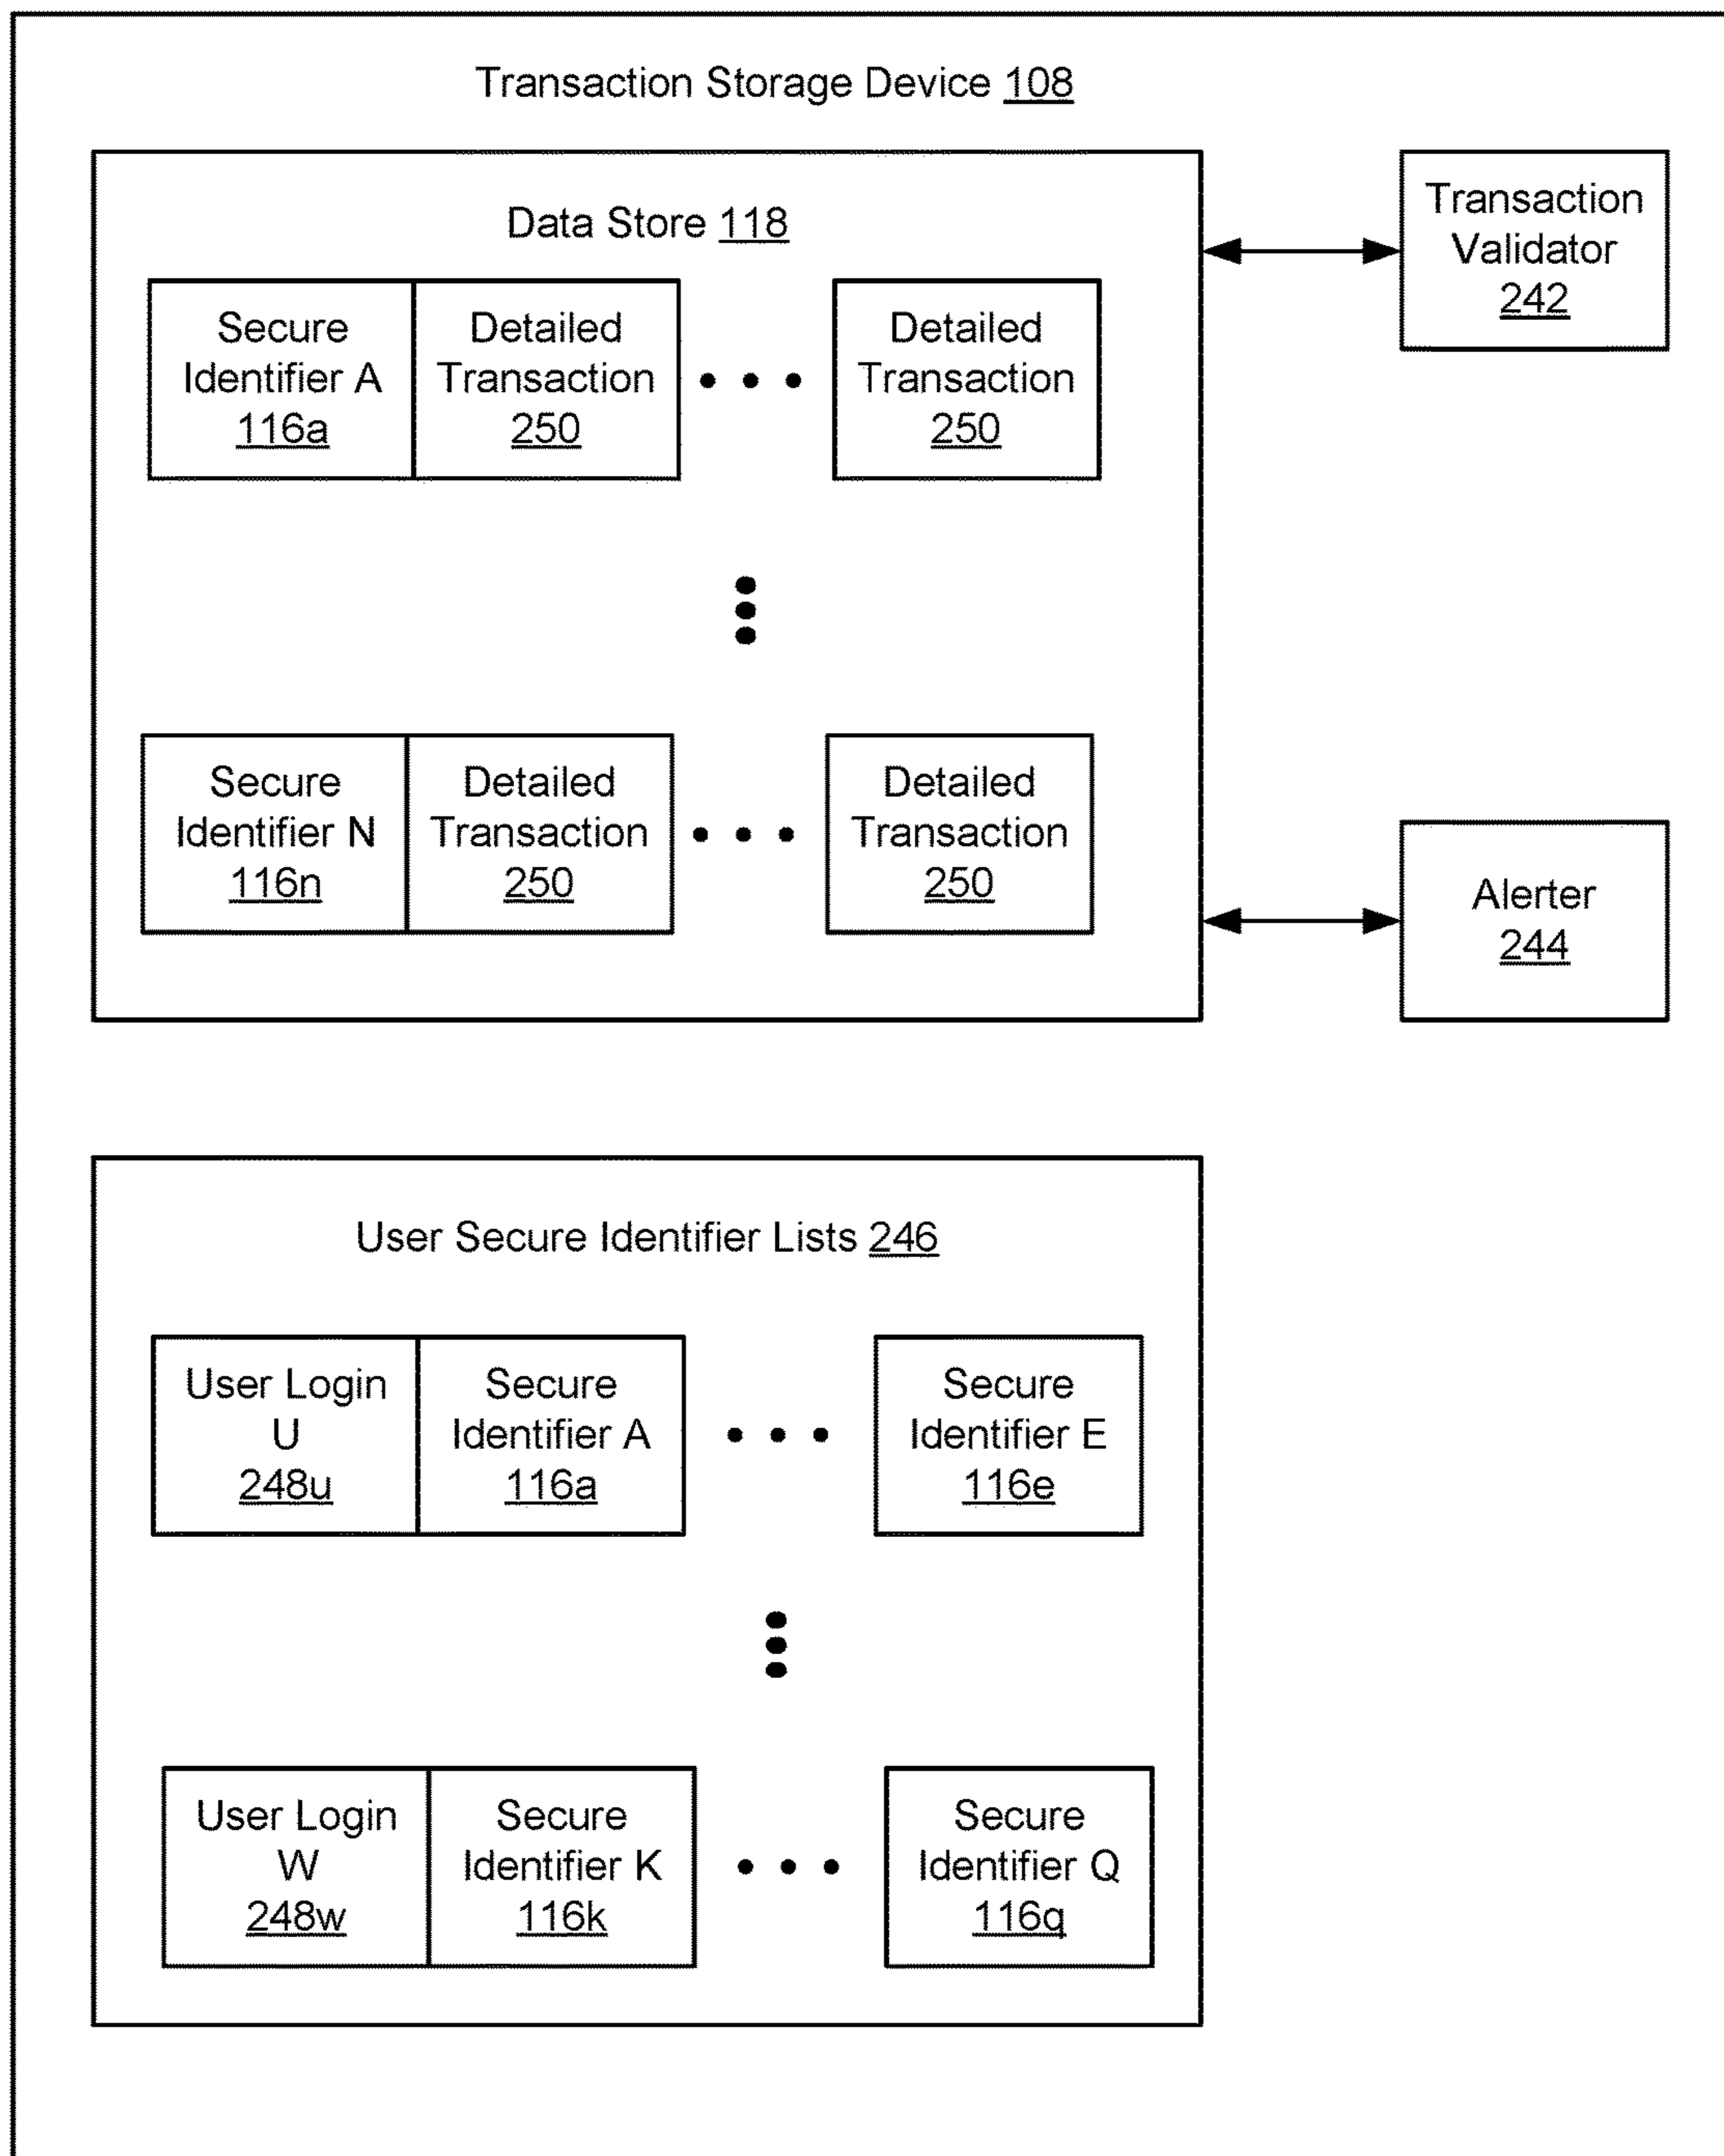 Transaction Storage Device 108
Data Store 118
Transaction
Validator
242
Secure
Identifier A
116a
Detailed
Transaction
250
Detailed
Transaction
250
Secure
Identifier N
116n
Detailed
Transaction
250
Detailed
Transaction
250
Alerter
244
User Secure Identifier Lists 246
User Login
U
248u
Secure
Identifier A
116a
Secure
Identifier E
116e
User Login
W
248w
Secure
Identifier K
116k
Secure
Identifier Q
116q